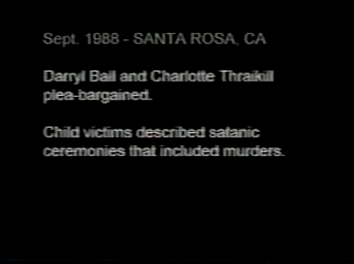 Sept. 1988 - SANTA ROSA, CA
Darryl Ball and Charlotte Thrailkill
plea-bargained.
Child victims described satanic
ceremonies that included murders.